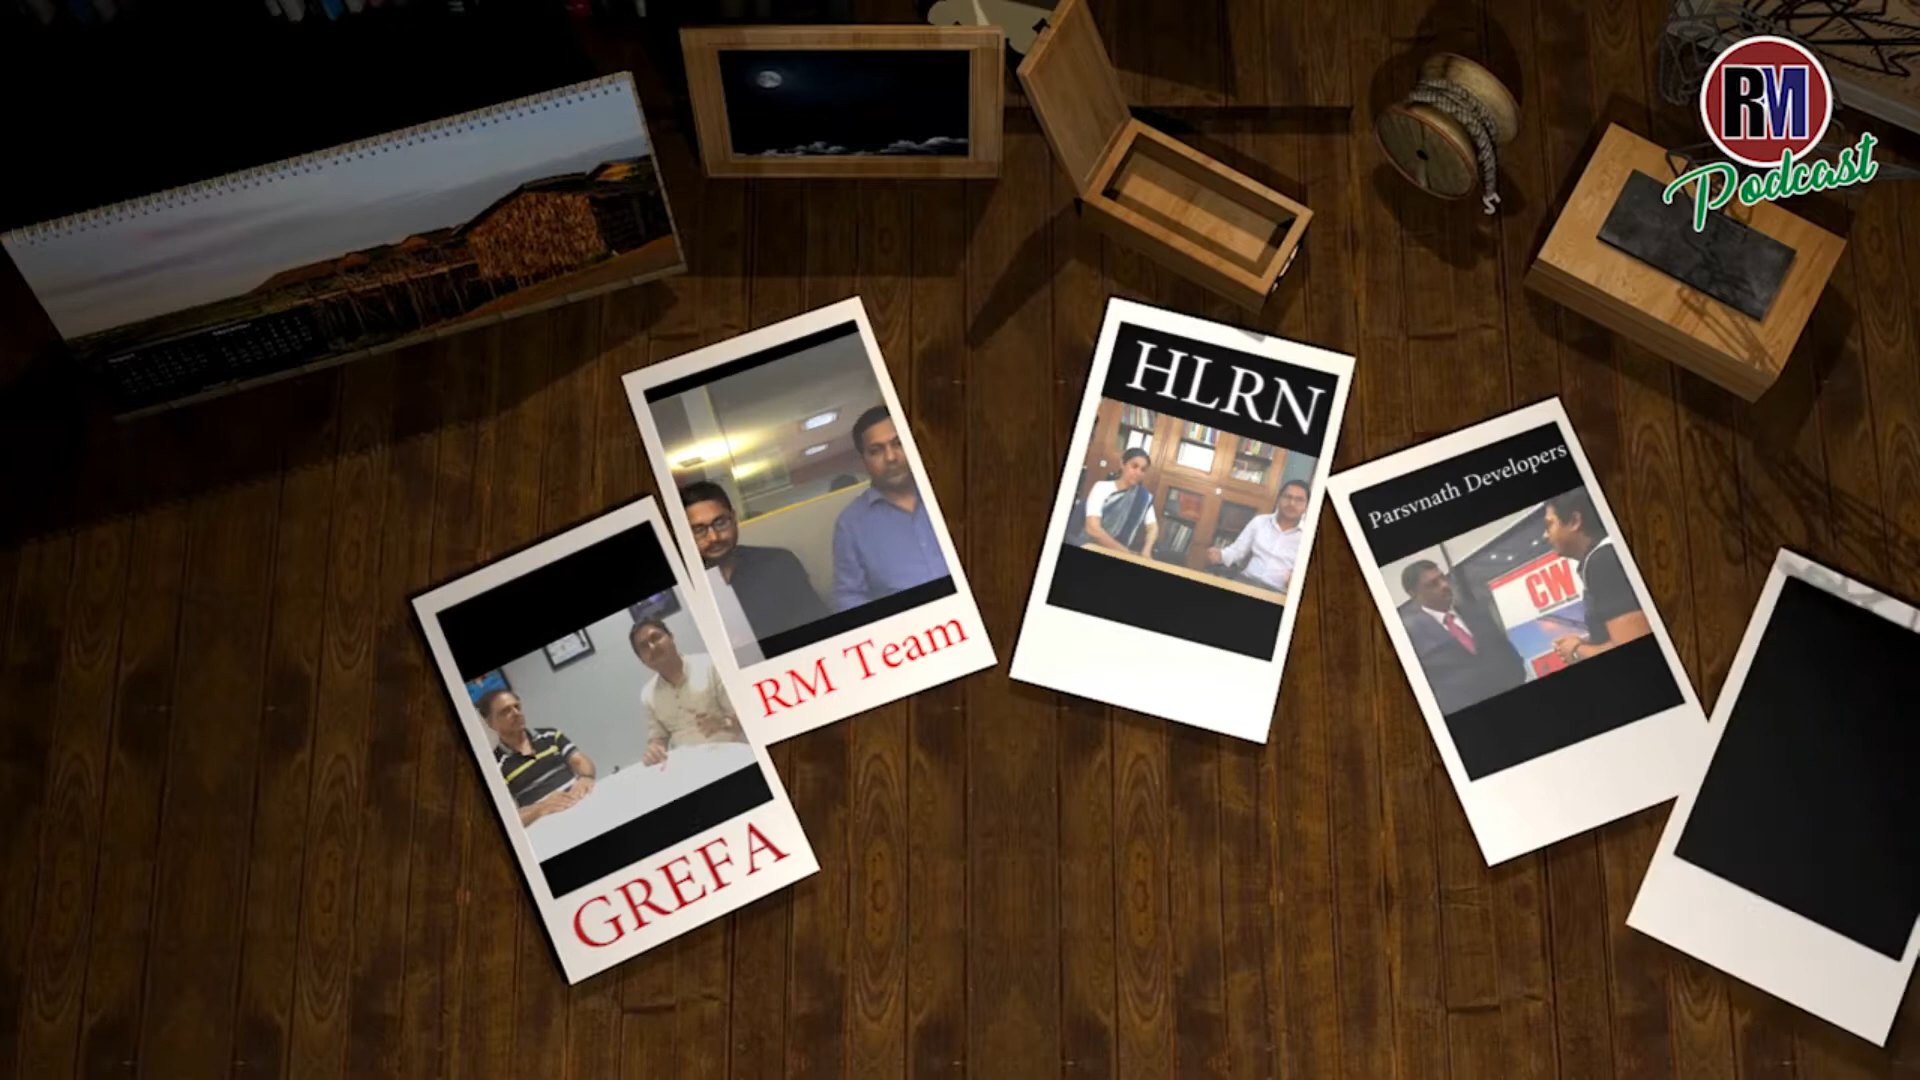 RM
Podcast
HLRN
Parsvnath Developers
CW
RM Team
GREFA